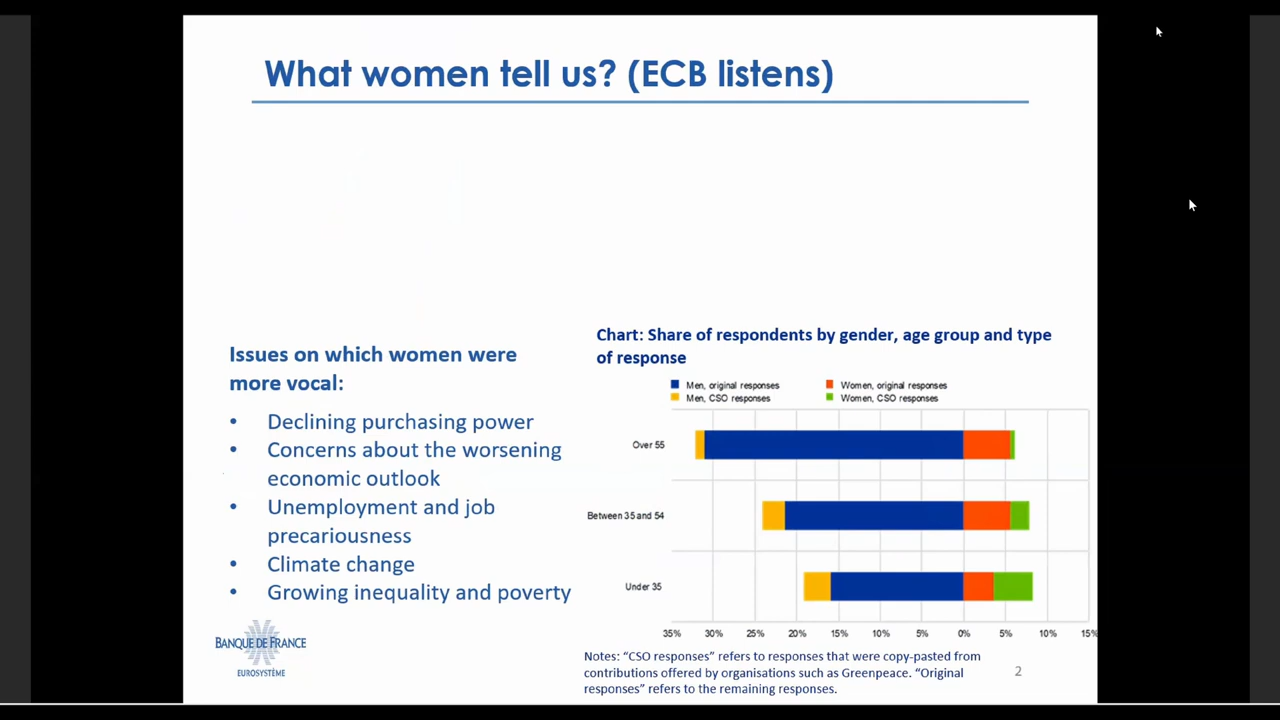 What women tell us? (ECB listens)
Issues on which women were
more vocal:
• Declining purchasing power
• Concerns about the worsening
economic outlook
• Unemployment and job
precariousness
• Climate change
• Growing inequality and poverty
Chart: Share of respondents by gender, age group and type
of response
Men, original responses
Women, original responses
Men, CSO responses
Women, CSO responses
Over 55
Between 35 and 54
Under 35
35% 30% 25% 20% 15% 10% 5% 0% 5% 10% 15%
Notes: “CSO responses” refers to responses that were copy-pasted from
contributions offered by organisations such as Greenpeace. “Original
responses” refers to the remaining responses.
BANQUE DE FRANCE
EUROSYSTÈME
2